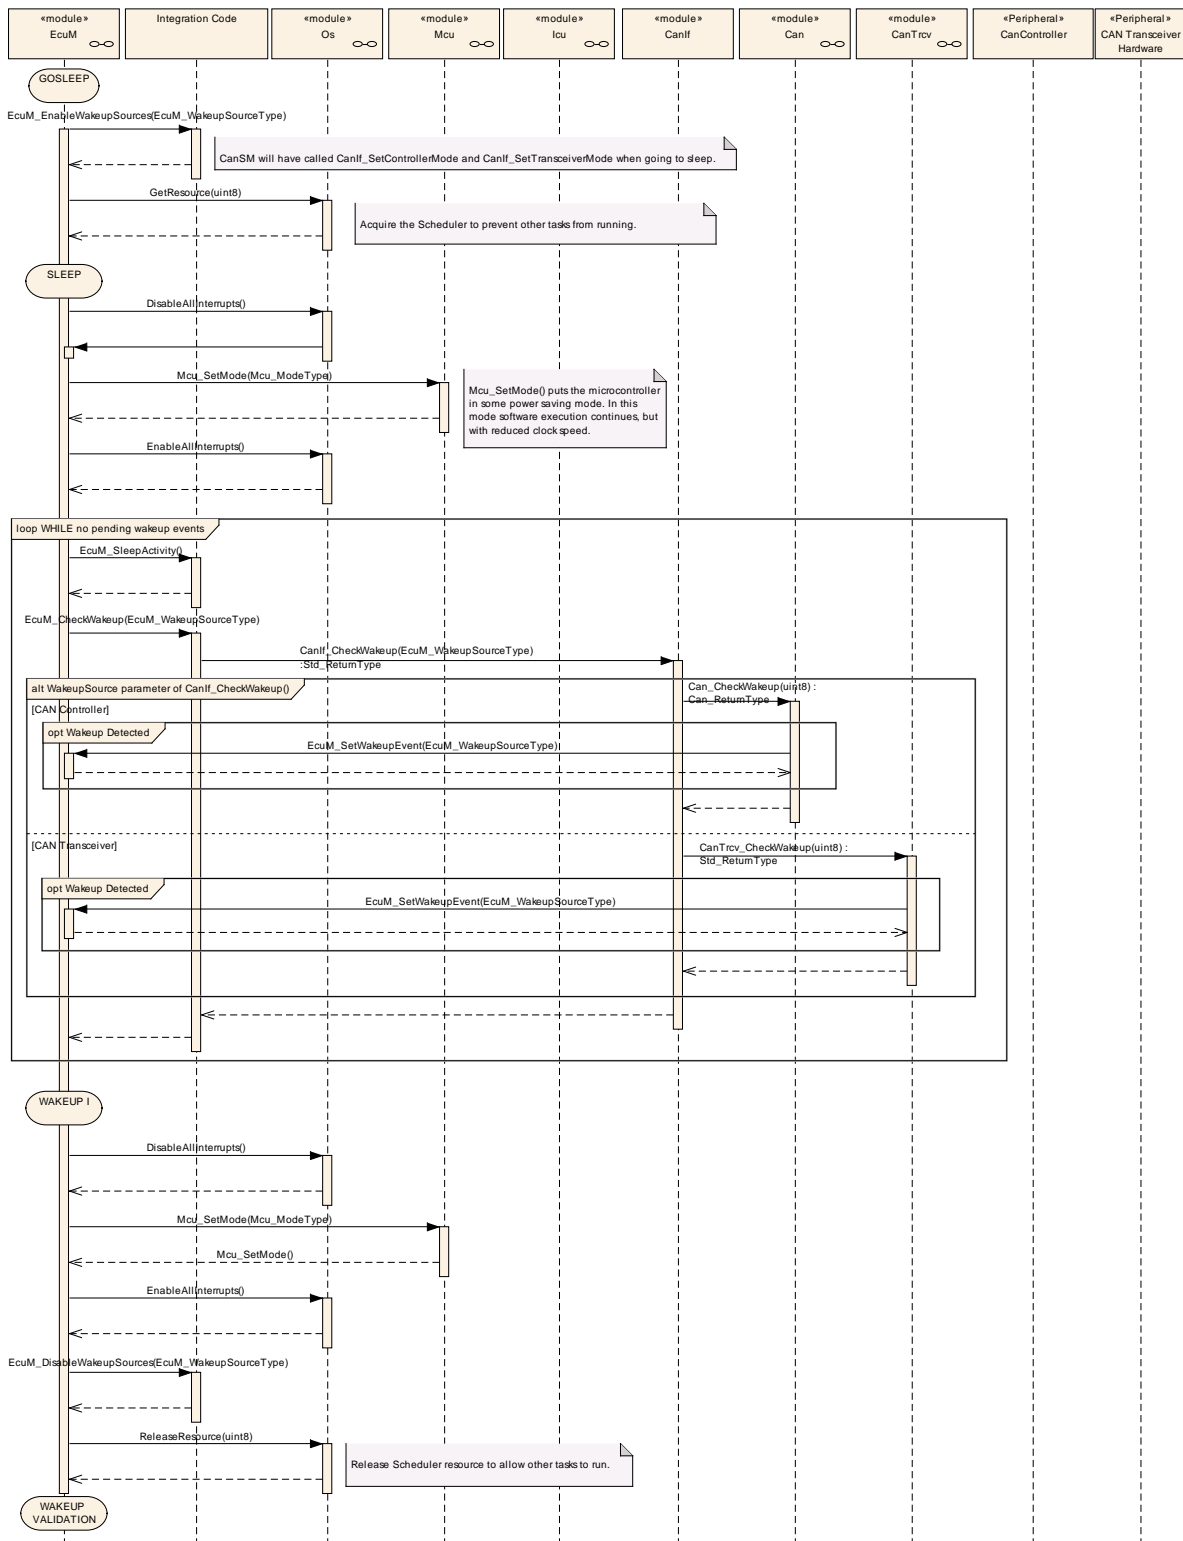 «module»
EcuM
Integration Code
«module»
Os
«module»
Mcu
«module»
Icu
«module»
CanIf
«module»
Can
«module»
CanTrcv
«Peripheral»
CanController
«Peripheral»
CAN Transceiver
Hardware
GOSLEEP
EcuM_EnableWakeupSources(EcuM_WakeupSourceType)
CanSM will have called CanIf_SetControllerMode and CanIf_SetTransceiverMode when going to sleep.
GetResource(uint8)
Acquire the Scheduler to prevent other tasks from running.
SLEEP
DisableAllInterrupts()
Mcu_SetMode(Mcu_ModeType)
Mcu_SetMode() puts the microcontroller
in some power saving mode. In this
mode software execution continues, but
with reduced clock speed.
EnableAllInterrupts()
loop WHILE no pending wakeup events
EcuM_SleepActivity()
EcuM_CheckWakeup(EcuM_WakeupSourceType)
CanIf_CheckWakeup(EcuM_WakeupSourceType)
:Std_ReturnType
alt WakeupSource parameter of CanIf_CheckWakeup()
Can_CheckWakeup(uint8) :
Can_ReturnType
[CAN Controller]
opt Wakeup Detected
EcuM_SetWakeupEvent(EcuM_WakeupSourceType)
[CAN Transceiver]
CanTrcv_CheckWakeup(uint8) :
Std_ReturnType
opt Wakeup Detected
EcuM_SetWakeupEvent(EcuM_WakeupSourceType)
WAKEUP I
DisableAllInterrupts()
Mcu_SetMode(Mcu_ModeType)
Mcu_SetMode()
EnableAllInterrupts()
EcuM_DisableWakeupSources(EcuM_WakeupSourceType)
ReleaseResource(uint8)
Release Scheduler resource to allow other tasks to run.
WAKEUP
VALIDATION